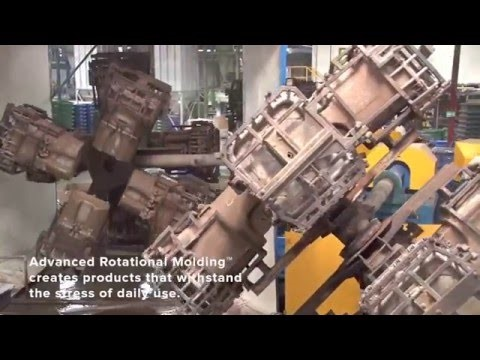 Advanced Rotational Molding™
creates products that withstand
the stress of daily use.